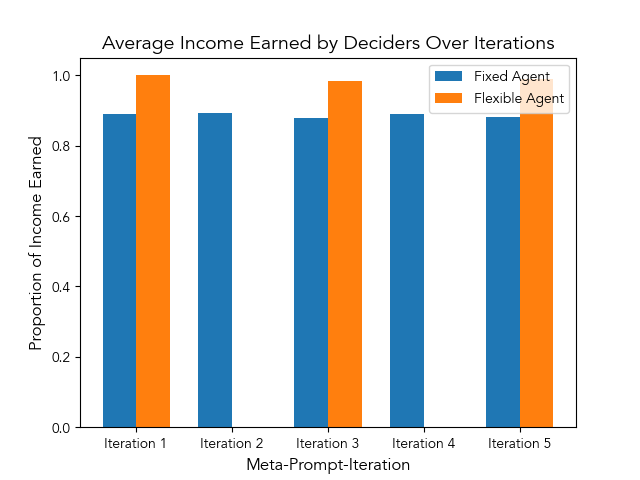 Average Income Earned by Deciders Over Iterations
Fixed Agent
Flexible Agent
1.0
0.8
0.6
0.4
0.2
0.0
Proportion of Income Earned
Iteration 1
Iteration 2
Iteration 3
Iteration 4
Iteration 5
Meta-Prompt-Iteration